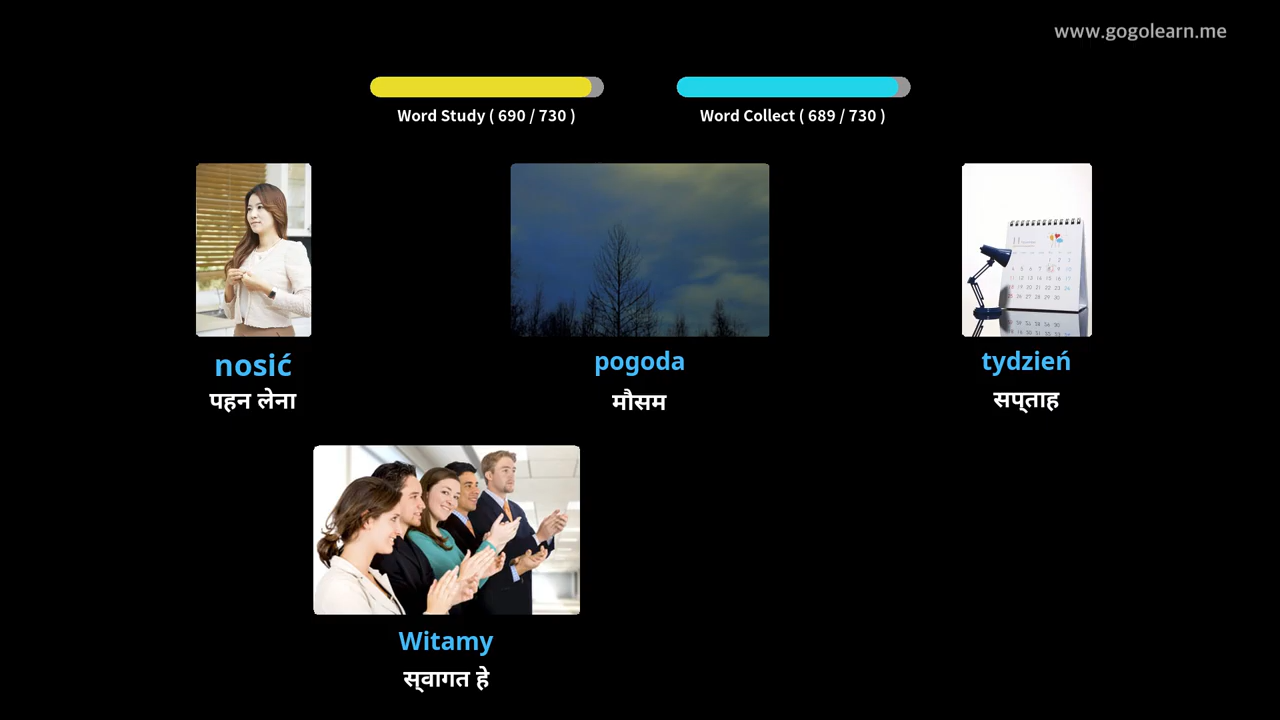 www.gogolearn.me
Word Study ( 690 / 730 )
Word Collect ( 689 / 730 )
nosić
पहन लेना
pogoda
मौसम
tydzień
सप्ताह
Witamy
स्वागत हे